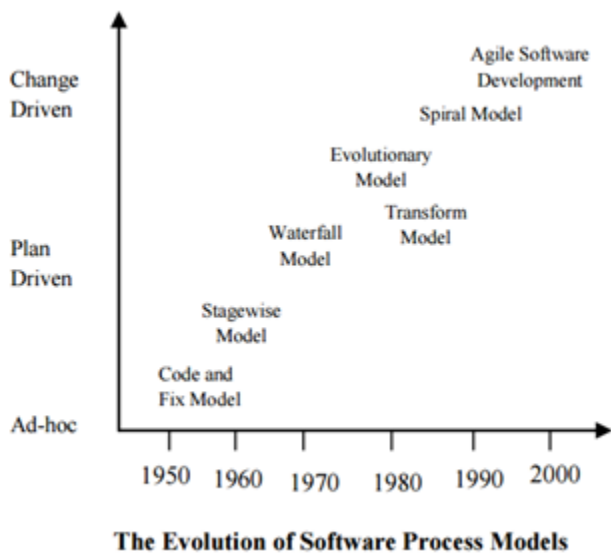 Agile Software
Development
Change
Driven
Spiral Model
Evolutionary
Model
Transform
Model
Waterfall
Model
Plan
Driven
Stagewise
Model
Code and
Fix Model
Ad-hoc
1950 1960 1970 1980 1990 2000
The Evolution of Software Process Models